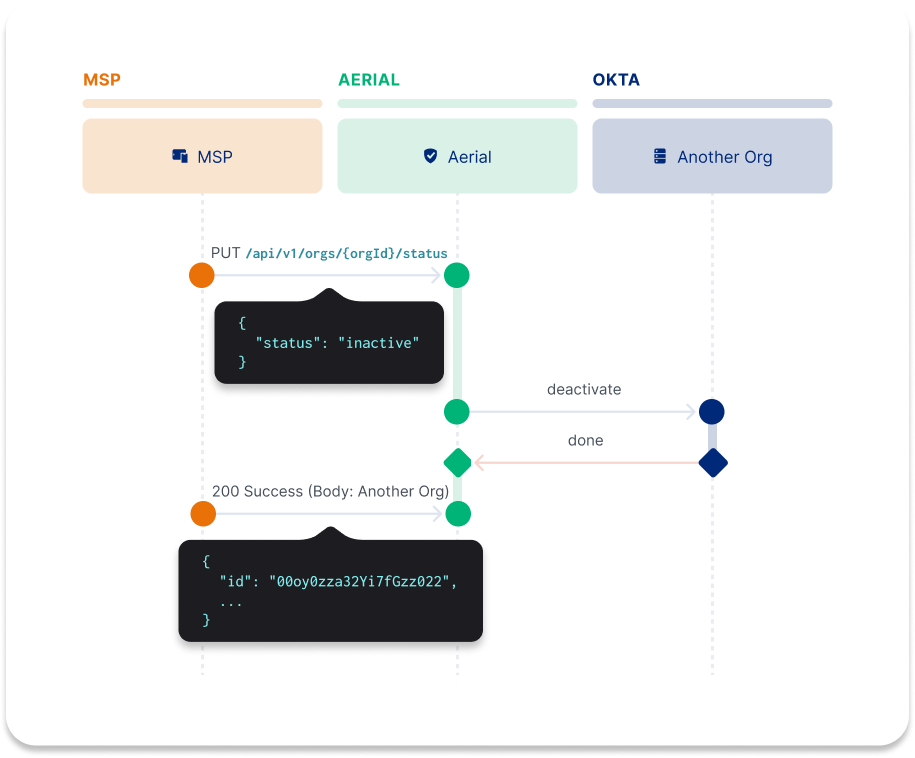 MSP
AERIAL
OKTA
MSP
Aerial
Another Org
PUT /api/v1/orgs/{orgId}/status
{
"status": "inactive"
}
deactivate
done
200 Success (Body: Another Org)
{
"id": "00oy0zza32Yi7fGzz022",
...
}